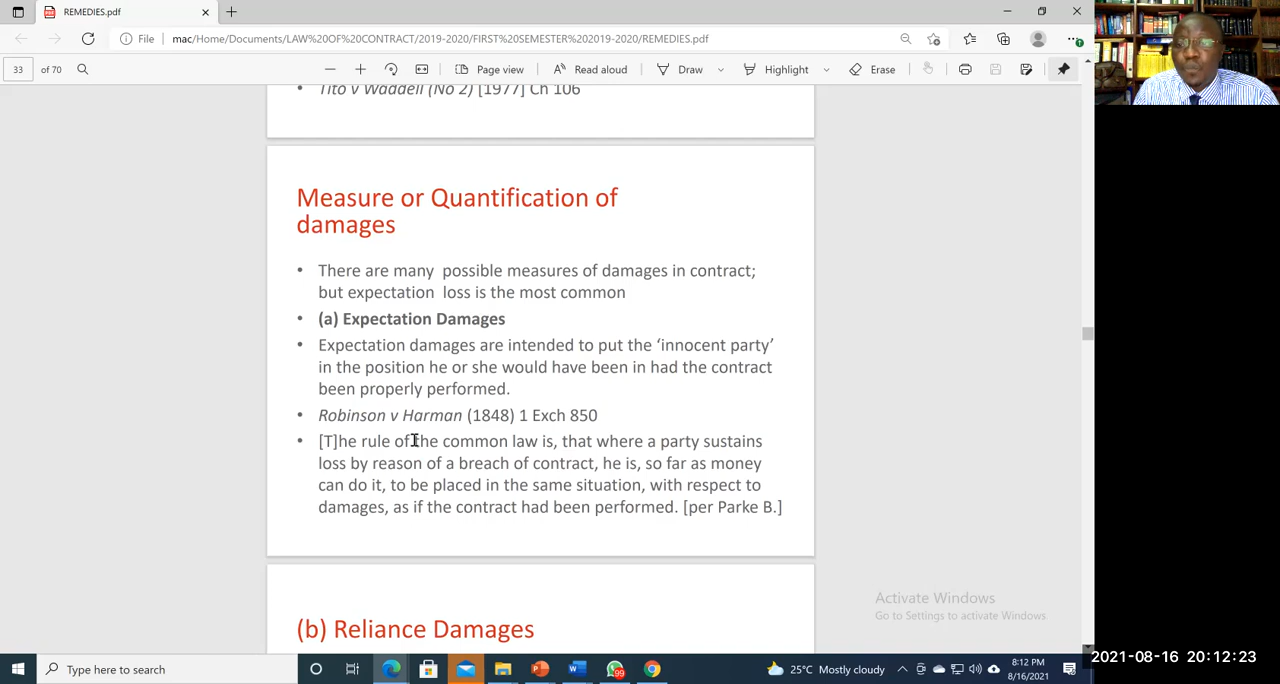 REMEDIES.pdf
File
mac/Home/Documents/LAW%20OF%20CONTRACT/2019-2020/FIRST%20SEMESTER%202019-2020/REMEDIES.pdf
33 of 70
Page view
Read aloud
Draw
Highlight
Erase
• Tito v Waddell (No 2) [1977] Ch 106
Measure or Quantification of
damages
• There are many possible measures of damages in contract;
but expectation loss is the most common
• (a) Expectation Damages
• Expectation damages are intended to put the ‘innocent party’
in the position he or she would have been in had the contract
been properly performed.
• Robinson v Harman (1848) 1 Exch 850
• [T]he rule of the common law is, that where a party sustains
loss by reason of a breach of contract, he is, so far as money
can do it, to be placed in the same situation, with respect to
damages, as if the contract had been performed. [per Parke B.]
(b) Reliance Damages
Activate Windows
Go to Settings to activate Windows.
Type here to search
99
25°C Mostly cloudy
8:12 PM
8/16/2021
2021-08-16 20:12:23